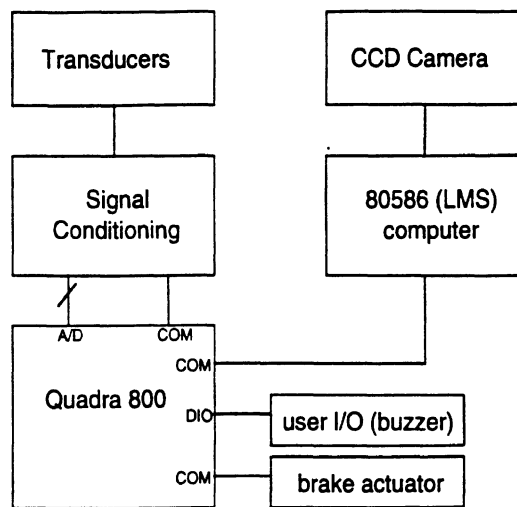 Transducers
CCD Camera
Signal
Conditioning
80586 (LMS)
computer
A/D
COM
COM
Quadra 800
DIO
user I/O (buzzer)
COM
brake actuator